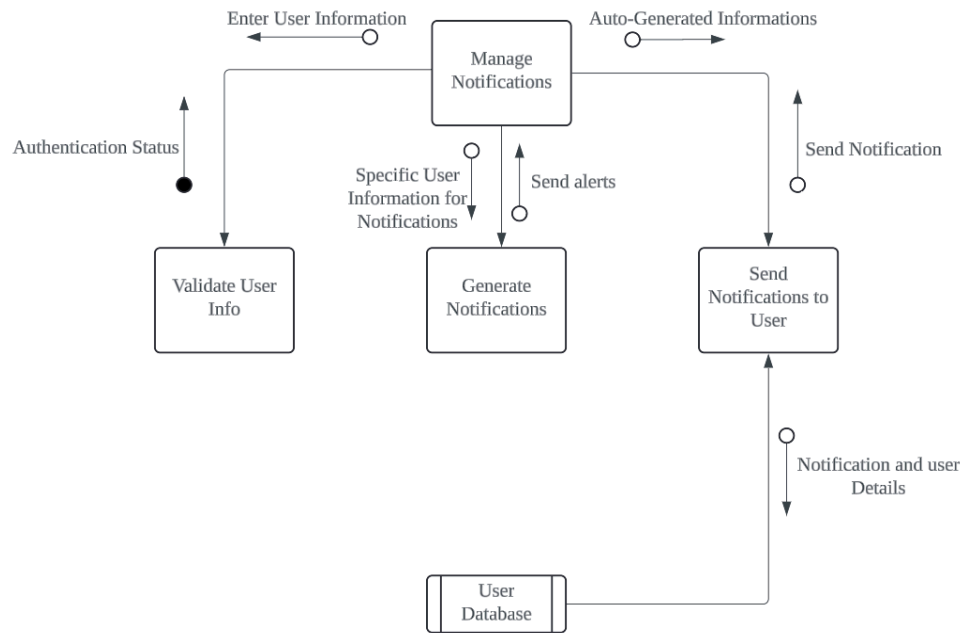 Enter User Information
Auto-Generated Informations
Manage
Notifications
Authentication Status
Specific User
Information for
Notifications
Send alerts
Send Notification
Validate User
Info
Generate
Notifications
Send
Notifications to
User
Notification and user
Details
User
Database